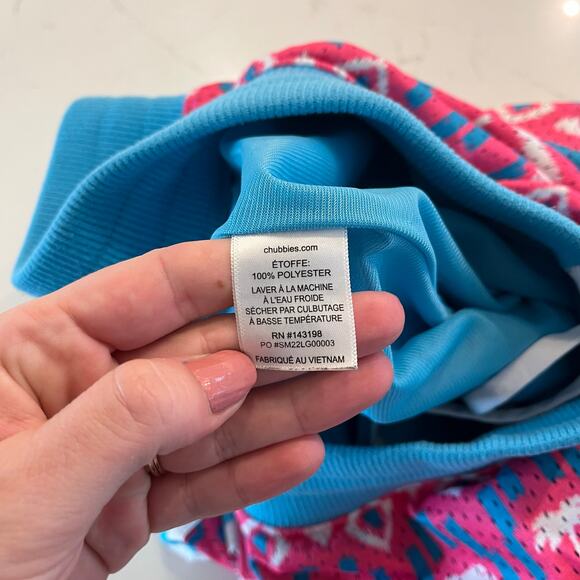 chubbies.com
ÉTOFFE:
100% POLYESTER
LAVER À LA MACHINE
À L'EAU FROIDE
SÉCHER PAR CULBUTAGE
À BASSE TEMPÉRATURE
RN #143198
PO #SM22LG00003
FABRIQUÉ AU VIETNAM